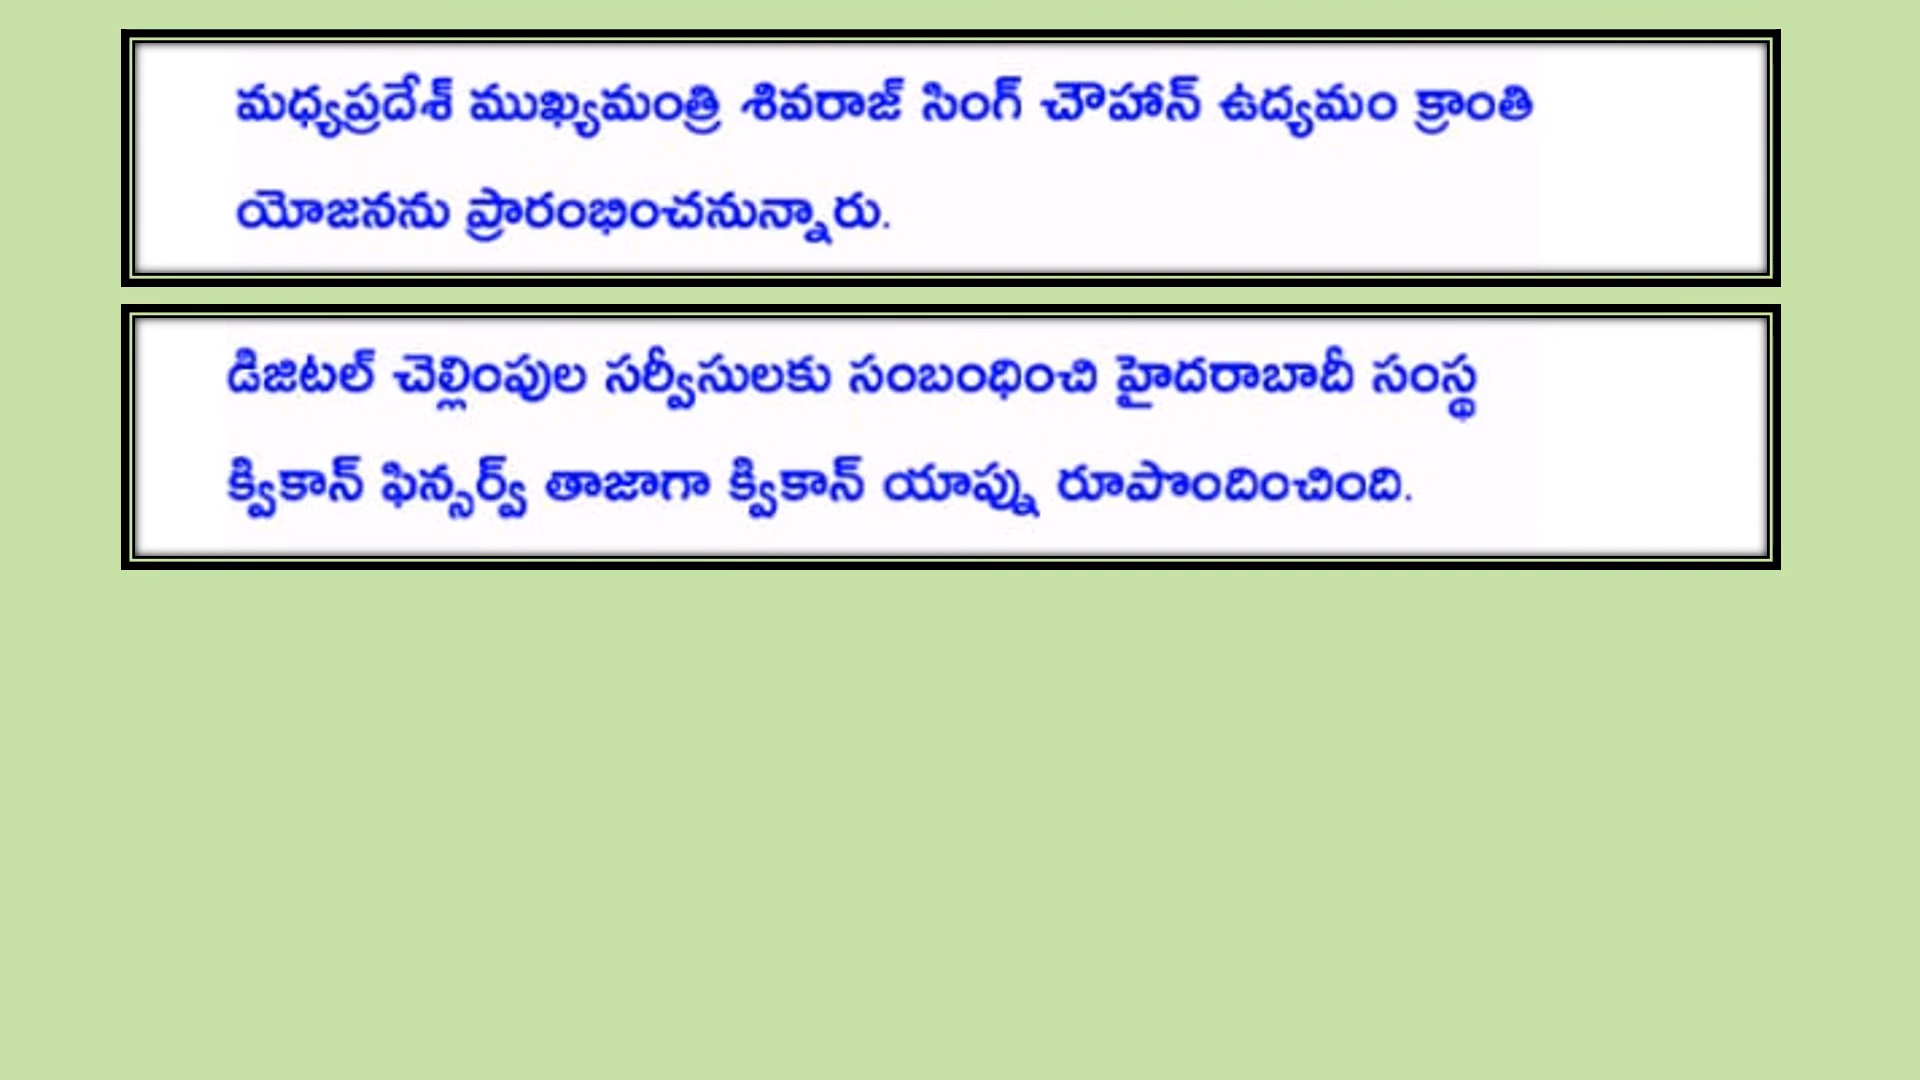 మధ్యప్రదేశ్ ముఖ్యమంత్రి శివరాజ్ సింగ్ చౌహాన్ ఉద్యమం క్రాంతి
యోజనను ప్రారంభించనున్నారు.
డిజిటల్ చెల్లింపుల సర్వీసులకు సంబంధించి హైదరాబాదీ సంస్థ
క్వికాన్ ఫిన్సర్వ్ తాజాగా క్వికాన్ యాప్ను రూపొందించింది.